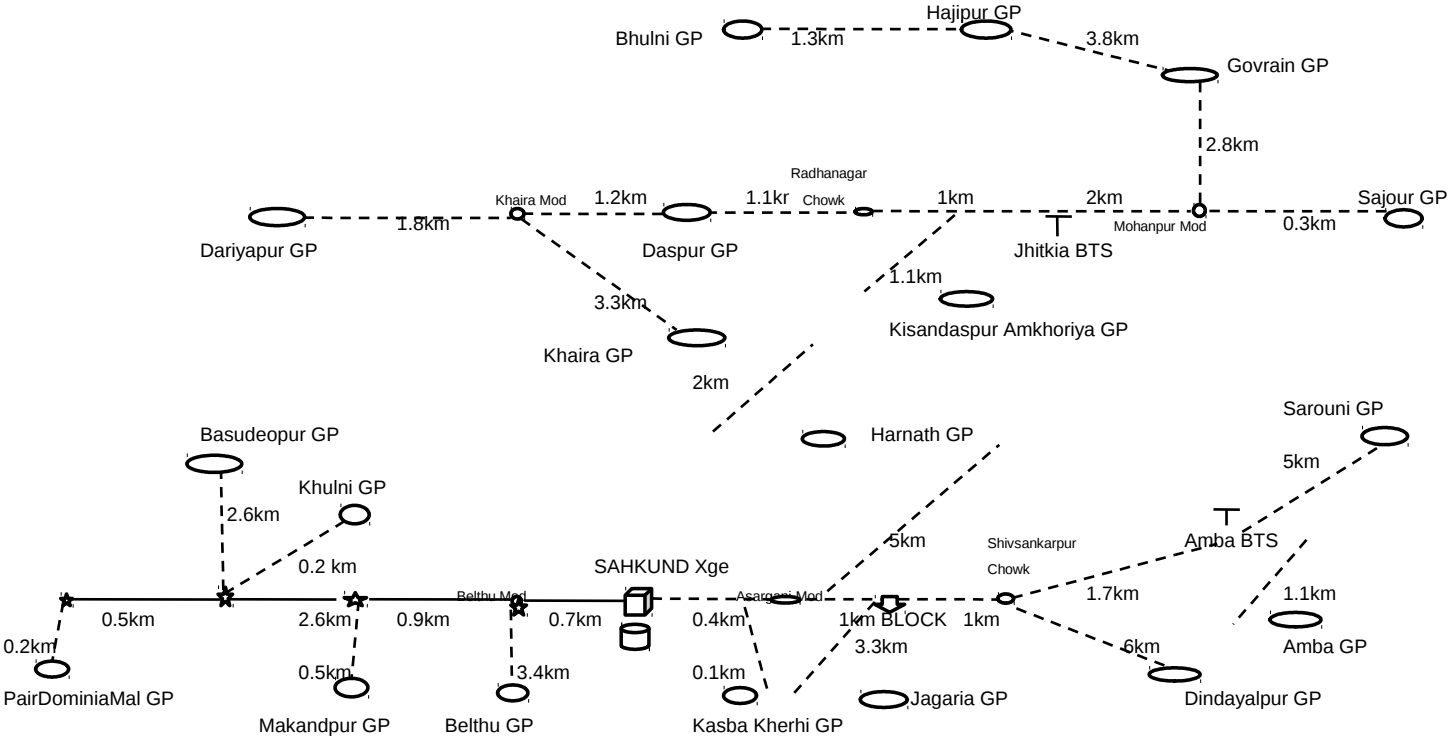 Hajipur GP
Bhulni GP
1.3km
3.8km
Govrain GP
2.8km
Radhanagar
Chowk
Khaira Mod
1.2km
1.1kr
1km
2km
Sajour GP
1.8km
Mohanpur Mod
0.3km
Dariyapur GP
Daspur GP
Jhitkia BTS
1.1km
3.3km
Kisandaspur Amkhoriya GP
Khaira GP
2km
Sarouni GP
Basudeopur GP
Harnath GP
5km
Khulni GP
2.6km
5km
Shivsankarpur
Chowk
Amba BTS
0.2 km
SAHKUND Xge
Belthu Mod
Asarganj Mod
1.7km
1.1km
0.5km
2.6km
0.9km
0.7km
0.4km
1km BLOCK
1km
0.2km
3.3km
6km
Amba GP
0.5km
3.4km
0.1km
PairDominiaMal GP
Jagaria GP
Dindayalpur GP
Makandpur GP
Belthu GP
Kasba Kherhi GP